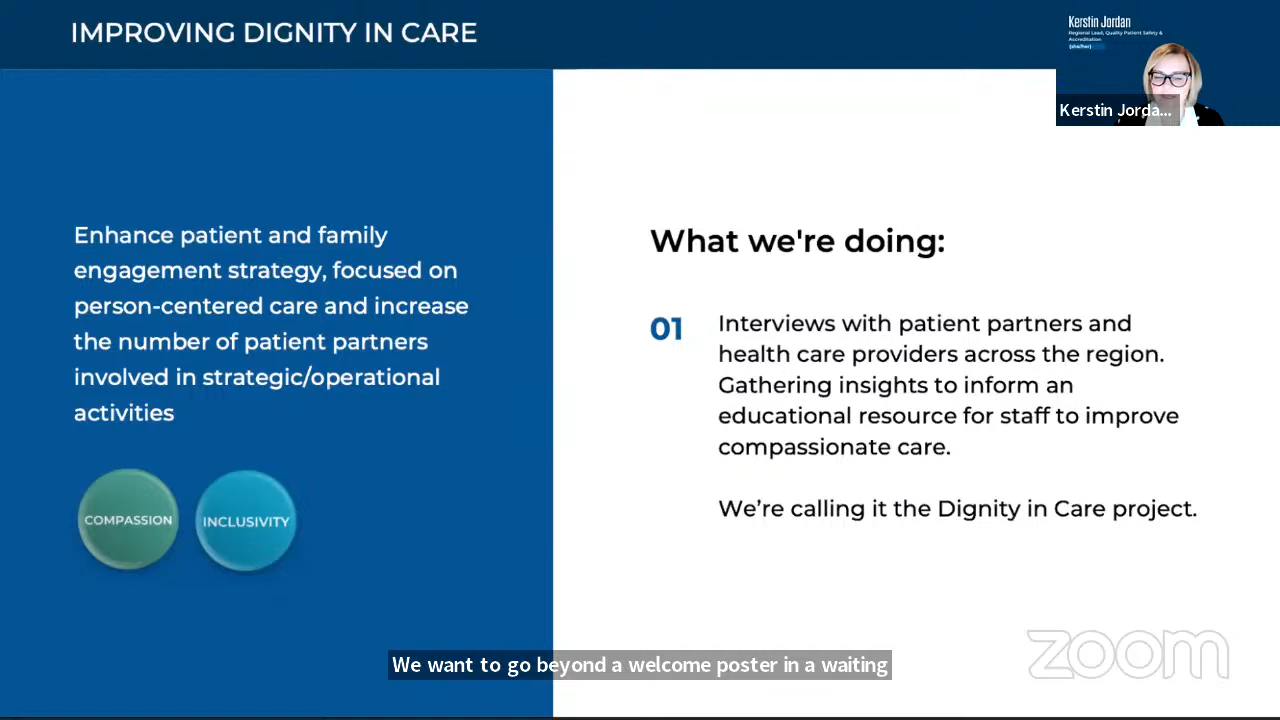 IMPROVING DIGNITY IN CARE
Kerstin Jordan
Regional Lead, Quality Patient Safety &
Accreditation
(she/her)
Kerstin Jorda...
Enhance patient and family
engagement strategy, focused on
person-centered care and increase
the number of patient partners
involved in strategic/operational
activities
COMPASSION
INCLUSIVITY
What we're doing:
01
Interviews with patient partners and
health care providers across the region.
Gathering insights to inform an
educational resource for staff to improve
compassionate care.
We’re calling it the Dignity in Care project.
We want to go beyond a welcome poster in a waiting
zoom